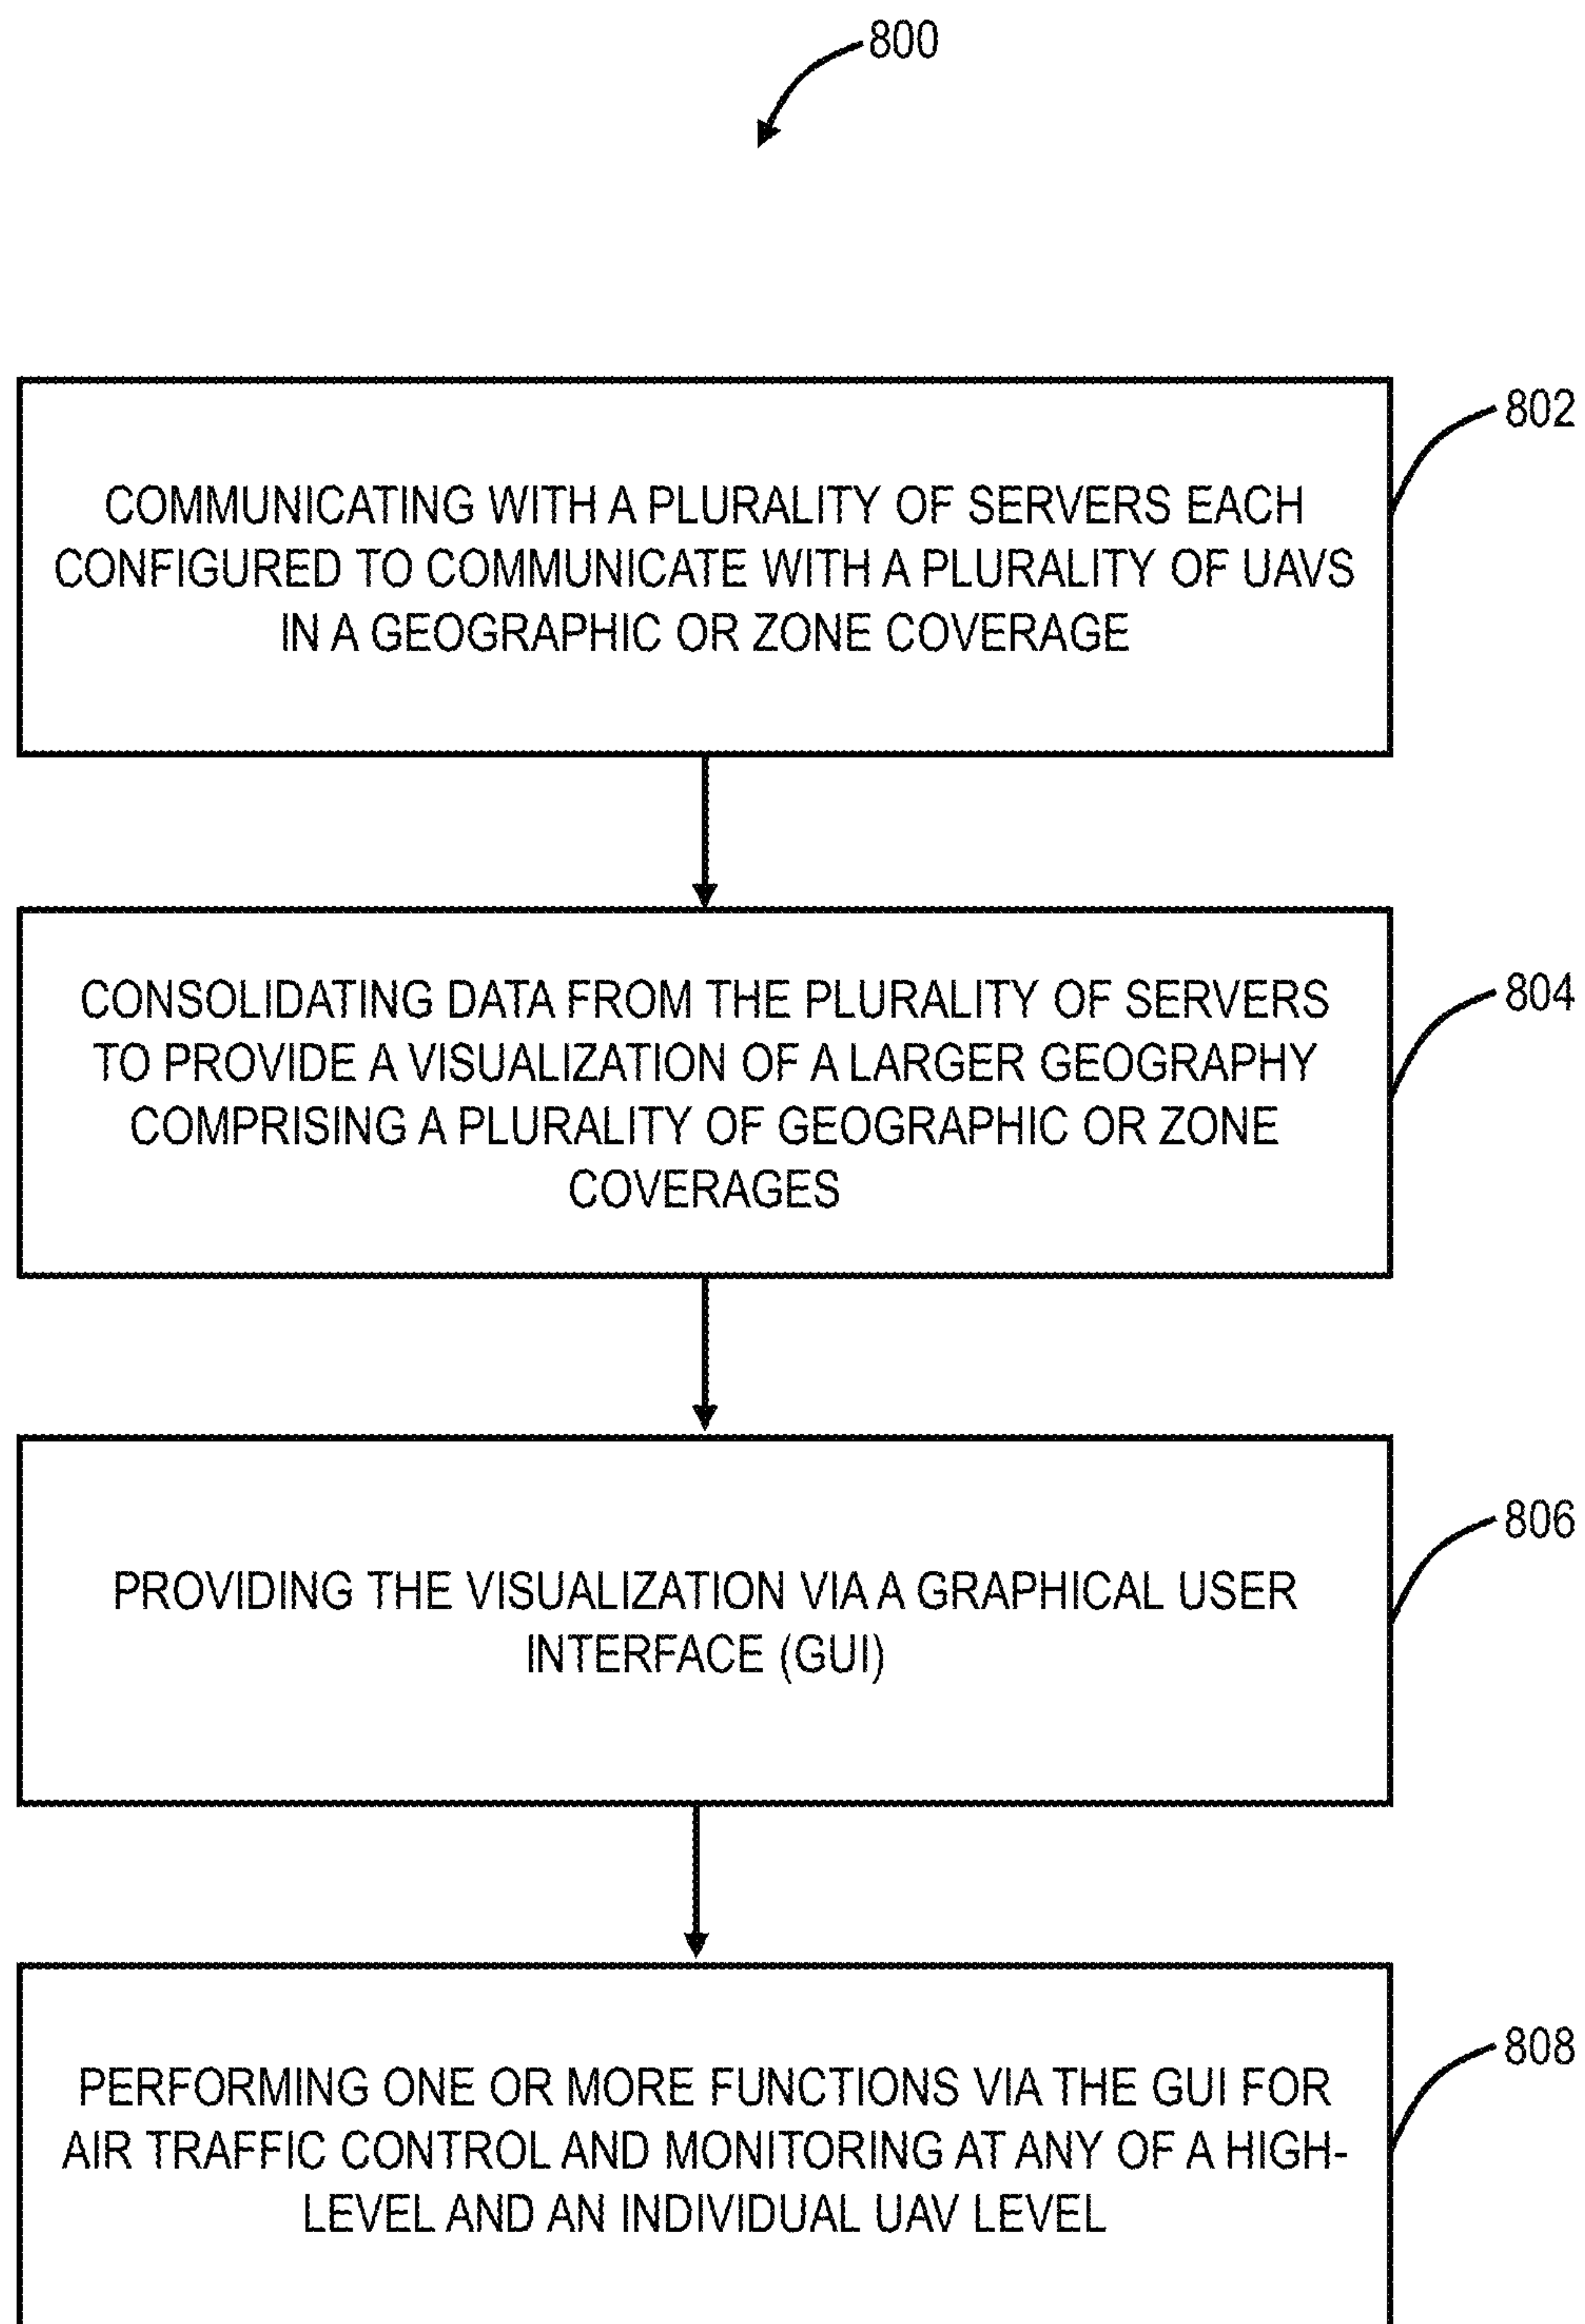 800
802
COMMUNICATING WITH A PLURALITY OF SERVERS EACH
CONFIGURED TO COMMUNICATE WITH A PLURALITY OF UAVS
IN A GEOGRAPHIC OR ZONE COVERAGE
804
CONSOLIDATING DATA FROM THE PLURALITY OF SERVERS
TO PROVIDE A VISUALIZATION OF A LARGER GEOGRAPHY
COMPRISING A PLURALITY OF GEOGRAPHIC OR ZONE
COVERAGES
806
PROVIDING THE VISUALIZATION VIA A GRAPHICAL USER
INTERFACE (GUI)
808
PERFORMING ONE OR MORE FUNCTIONS VIA THE GUI FOR
AIR TRAFFIC CONTROL AND MONITORING AT ANY OF A HIGH-
LEVEL AND AN INDIVIDUAL UAV LEVEL